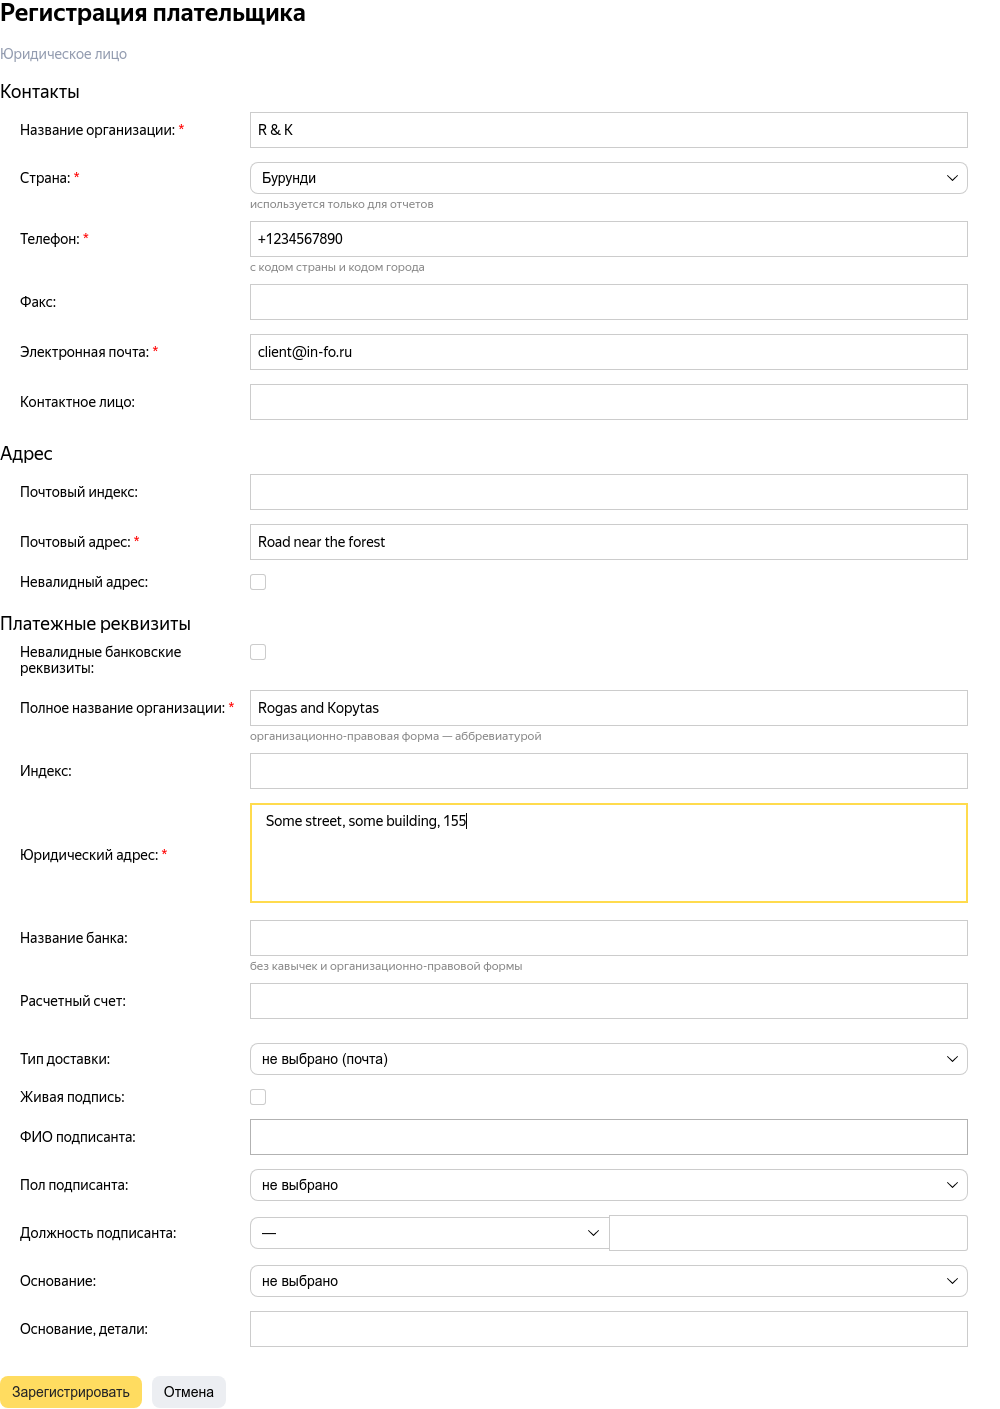 Регистрация плательщика
Юридическое лицо
Контакты
Название организации: * R & K
Страна: * Бурунди
используется только для отчетов
Телефон: * +1234567890
с кодом страны и кодом города
Факс:
Электронная почта: * client@in-fo.ru
Контактное лицо:
Адрес
Почтовый индекс:
Почтовый адрес: * Road near the forest
Невалидный адрес:
Платежные реквизиты
Невалидные банковские
реквизиты:
Полное название организации: * Rogas and Kopytas
организационно-правовая форма — аббревиатурой
Индекс:
Some street, some building, 155
Юридический адрес: *
Название банка:
без кавычек и организационно-правовой формы
Расчетный счет:
Тип доставки: не выбрано (почта)
Живая подпись:
ФИО подписанта:
Пол подписанта: не выбрано
Должность подписанта: —
Основание: не выбрано
Основание, детали:
Зарегистрировать Отмена